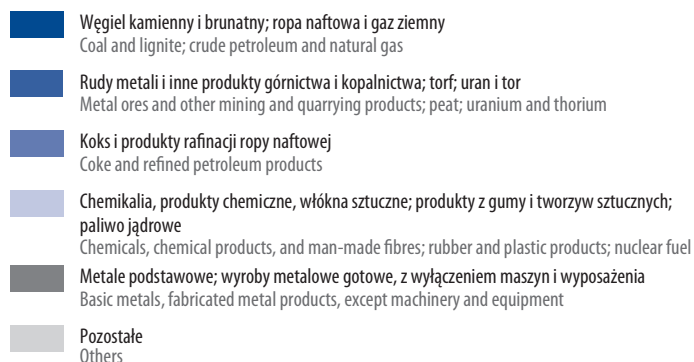 Węgiel kamienny i brunatny; ropa naftowa i gaz ziemny
Coal and lignite; crude petroleum and natural gas
Rudy metali i inne produkty górnictwa i kopalnictwa; torf; uran i tor
Metal ores and other mining and quarrying products; peat; uranium and thorium
Koks i produkty rafinacji ropy naftowej
Coke and refined petroleum products
Chemikalia, produkty chemiczne, włókna sztuczne; produkty z gumy i tworzyw sztucznych;
paliwo jądrowe
Chemicals, chemical products, and man-made fibres; rubber and plastic products; nuclear fuel
Metale podstawowe; wyroby metalowe gotowe, z wyłączeniem maszyn i wyposażenia
Basic metals, fabricated metal products, except machinery and equipment
Pozostałe
Others